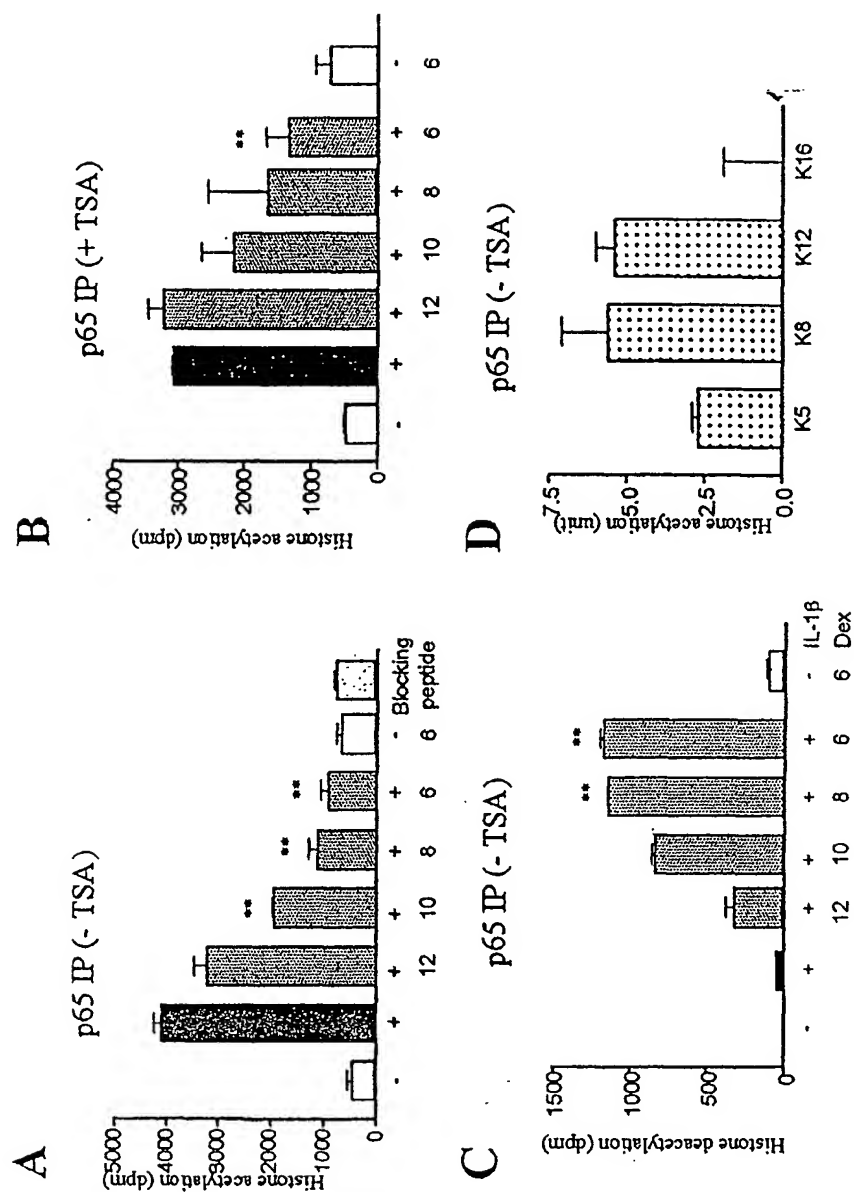 A
p65 IP (- TSA)
Histone acetylation (dpm)
5000
4000
3000
2000
1000
0
** ** **
- + + + + + - Blocking
12 10 8 6 6 peptide
B
p65 IP (+ TSA)
Histone acetylation (dpm)
4000
3000
2000
1000
0
**
- + + + + + -
12 10 8 6 6
C
p65 IP (- TSA)
Histone deacetylation (dpm)
1500
1000
500
0
** **
- + + + + + - IL-1β
12 10 8 6 6 Dex
D
p65 IP (- TSA)
Histone acetylation (unit)
7.5
5.0
2.5
0.0
K5 K8 K12 K16